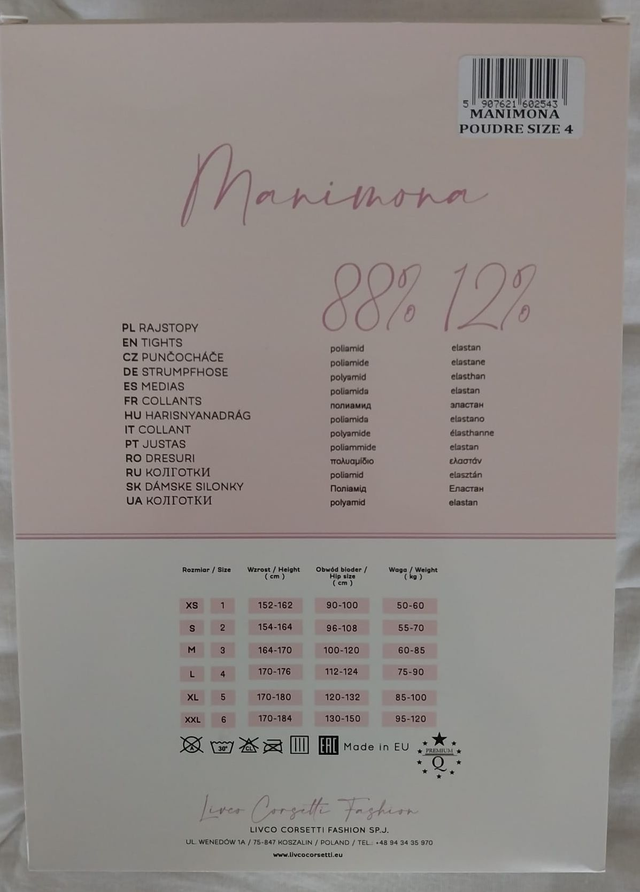 5 907621 602543
MANIMONA
POUDRE SIZE 4
Manimona
88% 12%
PL RAJSTOPY
EN TIGHTS
CZ PUNČOCHÁČE
DE STRUMPFHOSE
ES MEDIAS
FR COLLANTS
HU HARISNYANADRÁG
IT COLLANT
PT JUSTAS
RO DRESURI
RU КОЛГОТКИ
SK DÁMSKE SILONKY
UA КОЛГОТКИ
poliamid elastan
poliamide elastane
polyamid elasthan
poliamida elastan
полиамид эластан
poliamida elastano
polyamide élasthanne
poliammide elastan
πολυαμίδιο ελαστάν
poliamid elasztán
Поліамід Еластан
polyamid elastan
Rozmiar / Size Wzrost / Height ( cm ) Obwód bioder / Hip size ( cm ) Waga / Weight ( kg )
XS 1 152-162 90-100 50-60
S 2 154-164 96-108 55-70
M 3 164-170 100-120 60-85
L 4 170-176 112-124 75-90
XL 5 170-180 120-132 85-100
XXL 6 170-184 130-150 95-120
30° CL EAC Made in EU PREMIUM Q
Livco Corsetti Fashion
LIVCO CORSETTI FASHION SP.J.
UL. WENEDÓW 1A / 75-847 KOSZALIN / POLAND / TEL.: +48 94 34 35 970
www.livcocorsetti.eu